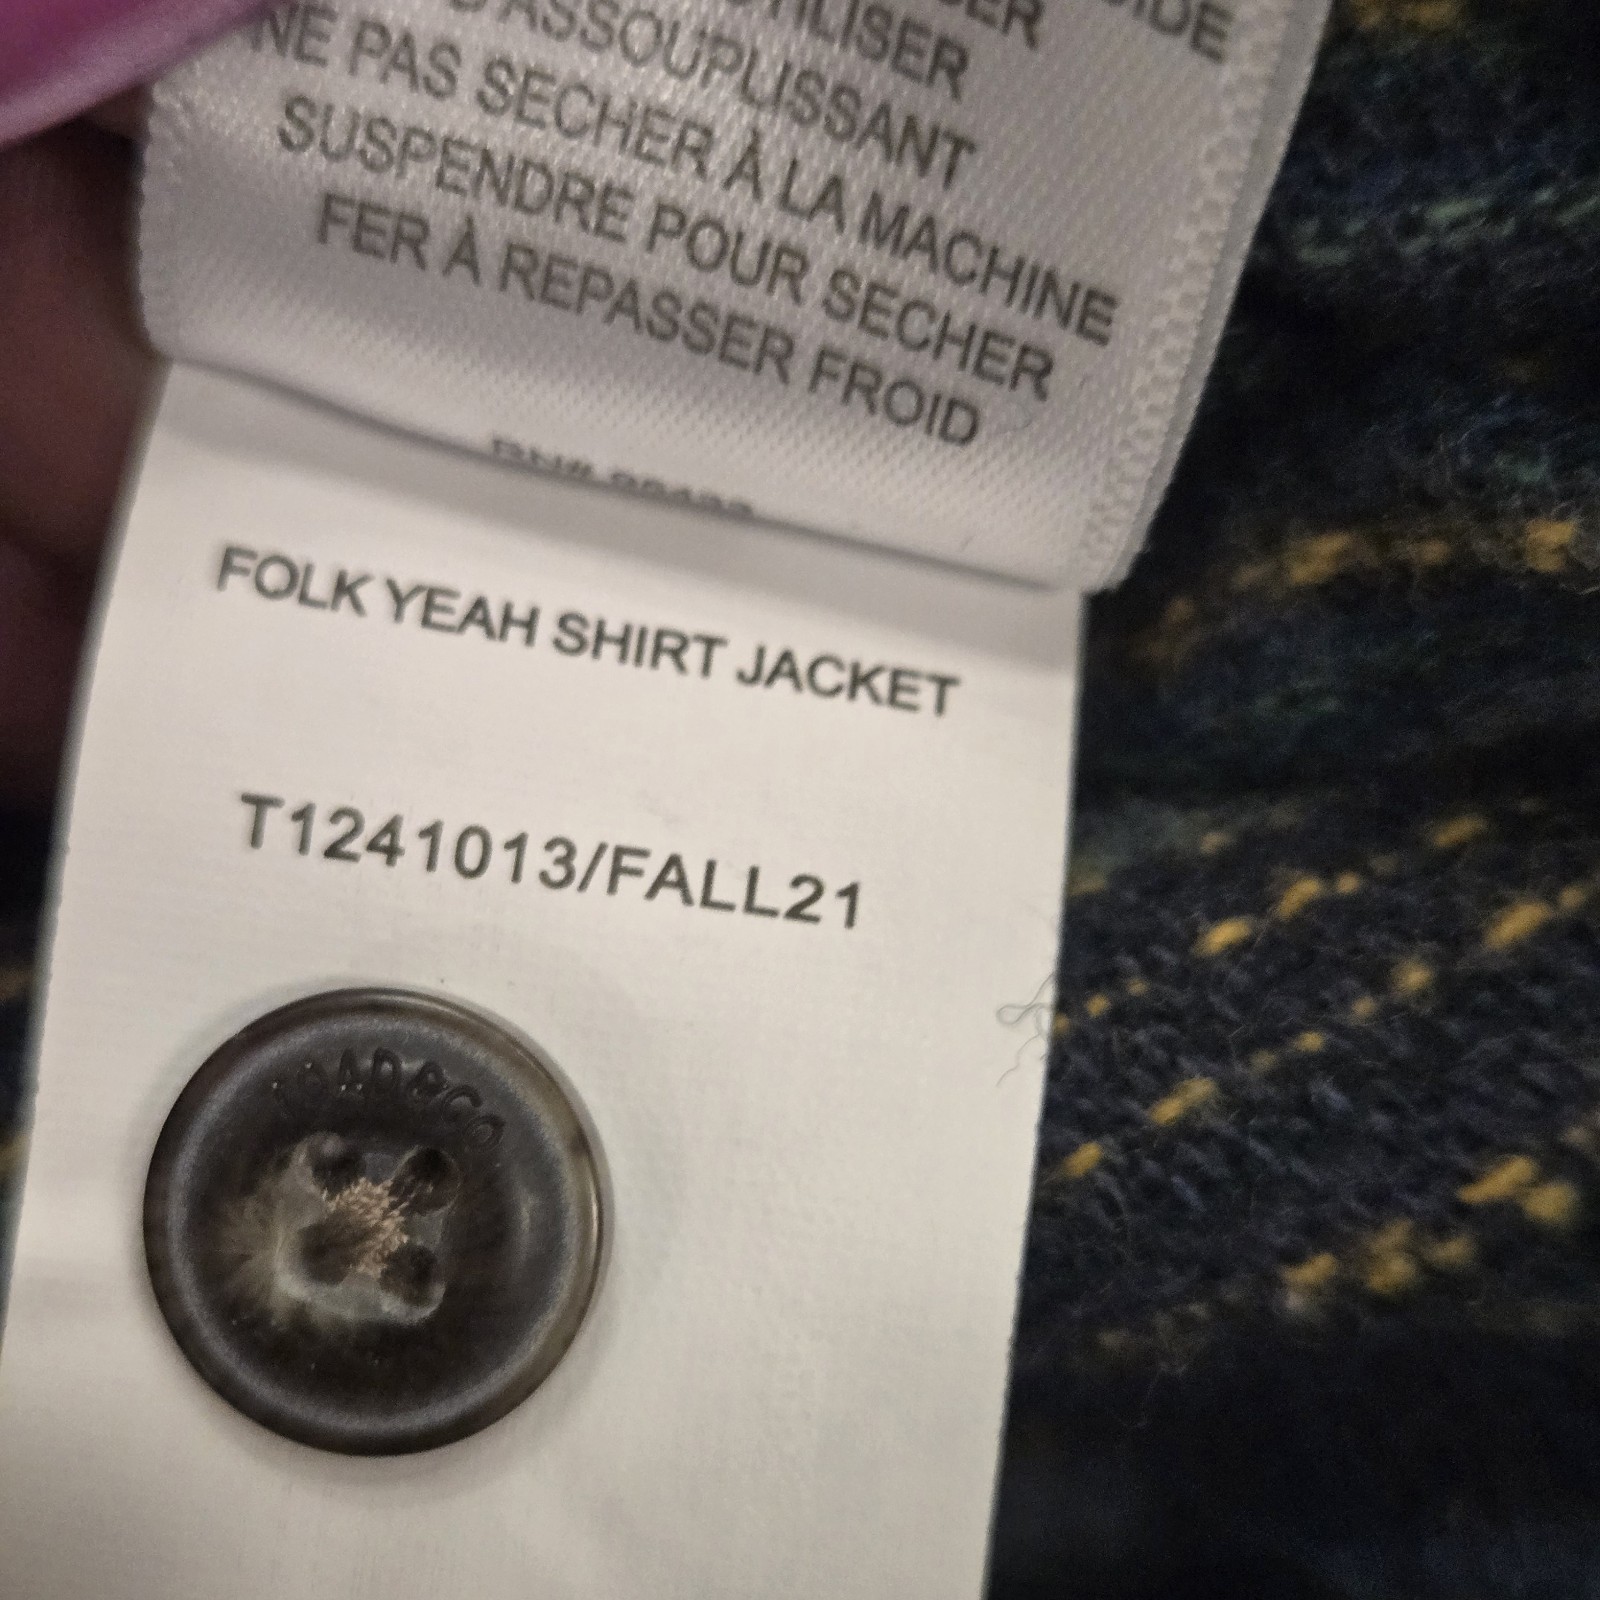 D'ASSOUPLISSANT
NE PAS SECHER À LA MACHINE
SUSPENDRE POUR SECHER
FER À REPASSER FROID
FOLK YEAH SHIRT JACKET
T1241013/FALL21
TOAD&CO